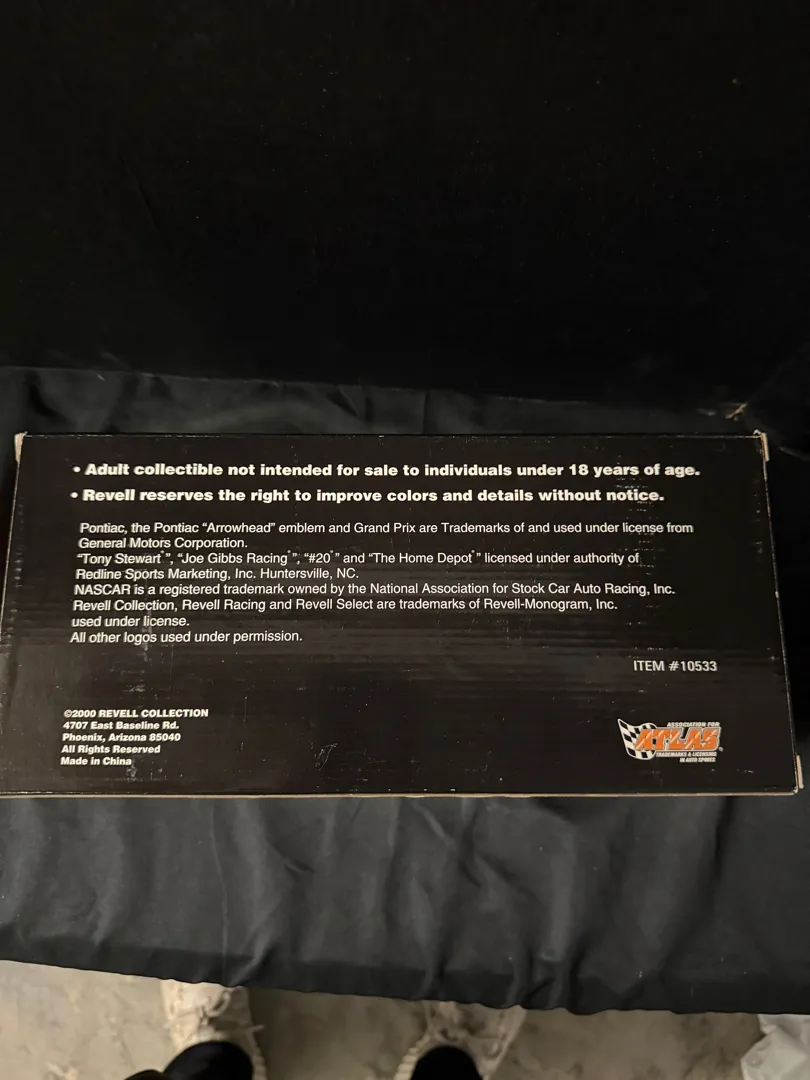 • Adult collectible not intended for sale to individuals under 18 years of age.
• Revell reserves the right to improve colors and details without notice.
Pontiac, the Pontiac “Arrowhead” emblem and Grand Prix are Trademarks of and used under license from
General Motors Corporation.
“Tony Stewart”, “Joe Gibbs Racing”, “#20” and “The Home Depot” licensed under authority of
Redline Sports Marketing, Inc. Huntersville, NC.
NASCAR is a registered trademark owned by the National Association for Stock Car Auto Racing, Inc.
Revell Collection, Revell Racing and Revell Select are trademarks of Revell-Monogram, Inc.
used under license.
All other logos used under permission.
ITEM #10533
©2000 REVELL COLLECTION
4707 East Baseline Rd.
Phoenix, Arizona 85040
All Rights Reserved
Made in China
ASSOCIATION FOR
ATLAS
TRADEMARKS & LICENSING
IN AUTO SPORTS